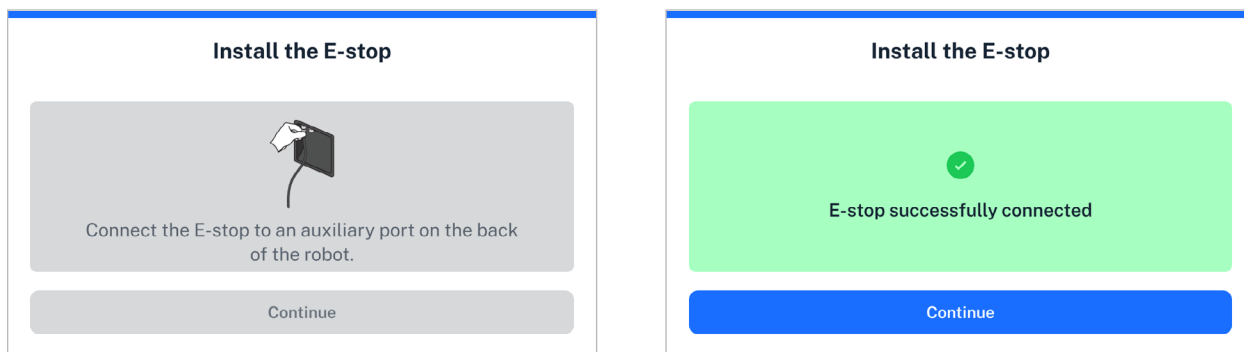 Install the E-stop
Connect the E-stop to an auxiliary port on the back
of the robot.
Continue
Install the E-stop
E-stop successfully connected
Continue